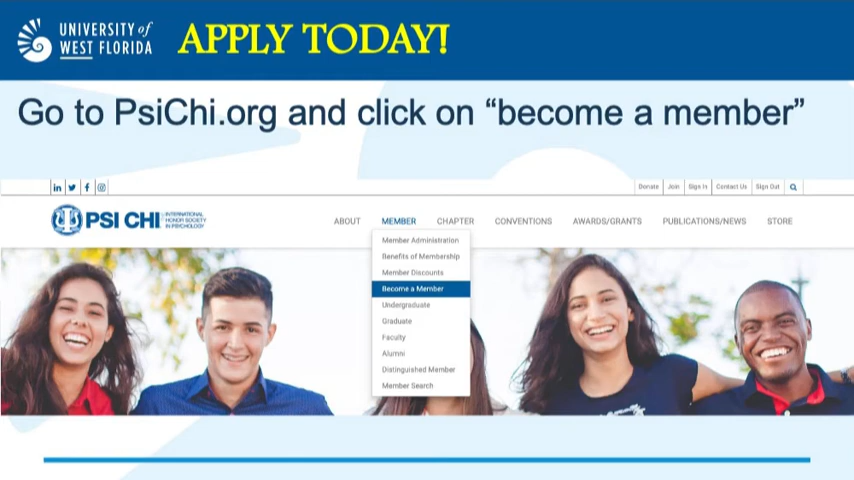 UNIVERSITY of
WEST FLORIDA
APPLY TODAY!
Go to PsiChi.org and click on “become a member”
Donate Join Sign In Contact Us Sign Out
PSI CHI
INTERNATIONAL
HONOR SOCIETY
IN PSYCHOLOGY
ABOUT MEMBER CHAPTER CONVENTIONS AWARDS/GRANTS PUBLICATIONS/NEWS STORE
Member Administration
Benefits of Membership
Member Discounts
Become a Member
Undergraduate
Graduate
Faculty
Alumni
Distinguished Member
Member Search